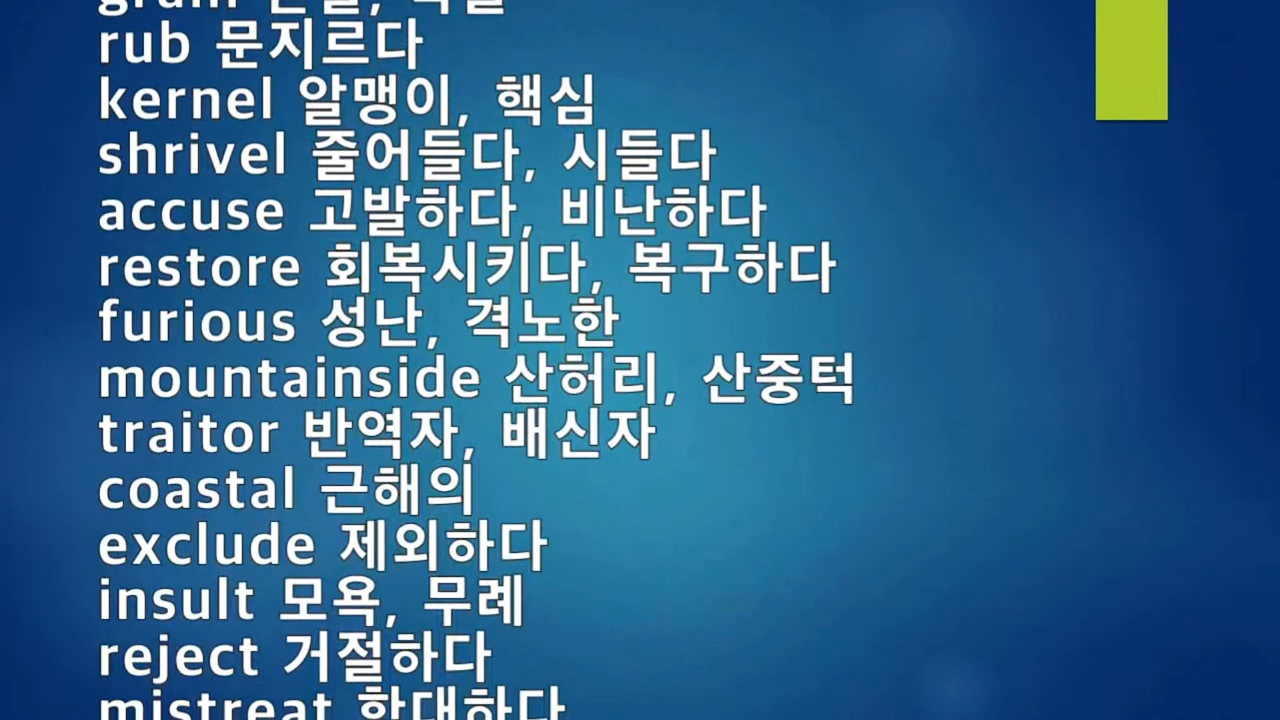 rub 문지르다
kernel 알맹이, 핵심
shrivel 줄어들다, 시들다
accuse 고발하다, 비난하다
restore 회복시키다, 복구하다
furious 성난, 격노한
mountainside 산허리, 산중턱
traitor 반역자, 배신자
coastal 근해의
exclude 제외하다
insult 모욕, 무례
reject 거절하다
mistreat 학대하다